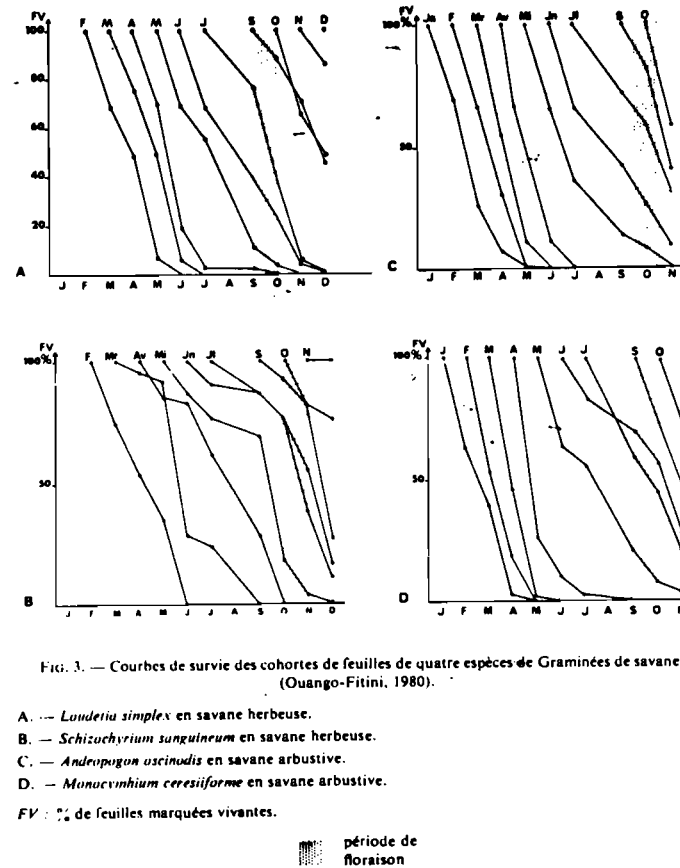 FV F M A M J J S O N D
100.
80.
60.
40.
20.
A J F M A M J J A S O N D
FV Ja F Mr Av Mi Jn Jl S O
100%
50.
C J F M A M J J A S O N
FV F Mr Av Mi Jn Jl S O N
100%
50.
B J F M A M J J A S O N D
FV J F M A M J J S O
100%
50.
D J F M A M J J A S O
FIG. 3. — Courbes de survie des cohortes de feuilles de quatre espèces de Graminées de savane
(Ouango-Fitini, 1980).
A. — Loudetia simplex en savane herbeuse.
B. — Schizachyrium sanguineum en savane herbeuse.
C. — Andropogon ascinodis en savane arbustive.
D. — Monocymbium ceresiiforme en savane arbustive.
FV : % de feuilles marquées vivantes.
période de
floraison